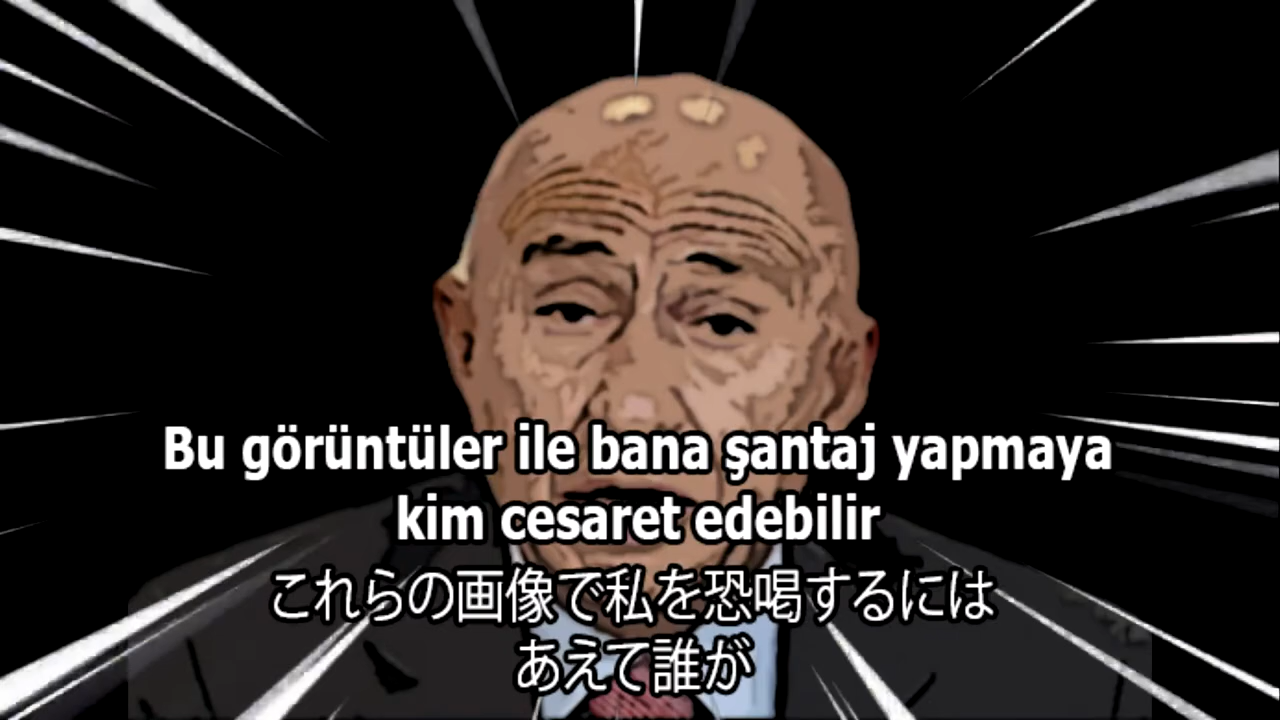 Bu görüntüler ile bana şantaj yapmaya
kim cesaret edebilir
これらの画像で私を恐喝するには
あえて誰が